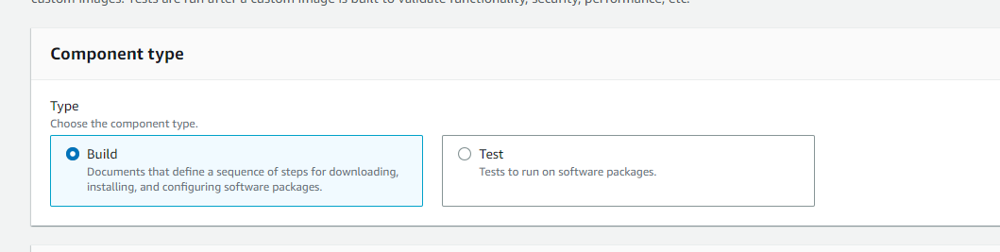 custom images. Tests are run after a custom image is built to validate functionality, security, performance, etc.
Component type
Type
Choose the component type.
Build
Documents that define a sequence of steps for downloading,
installing, and configuring software packages.
Test
Tests to run on software packages.